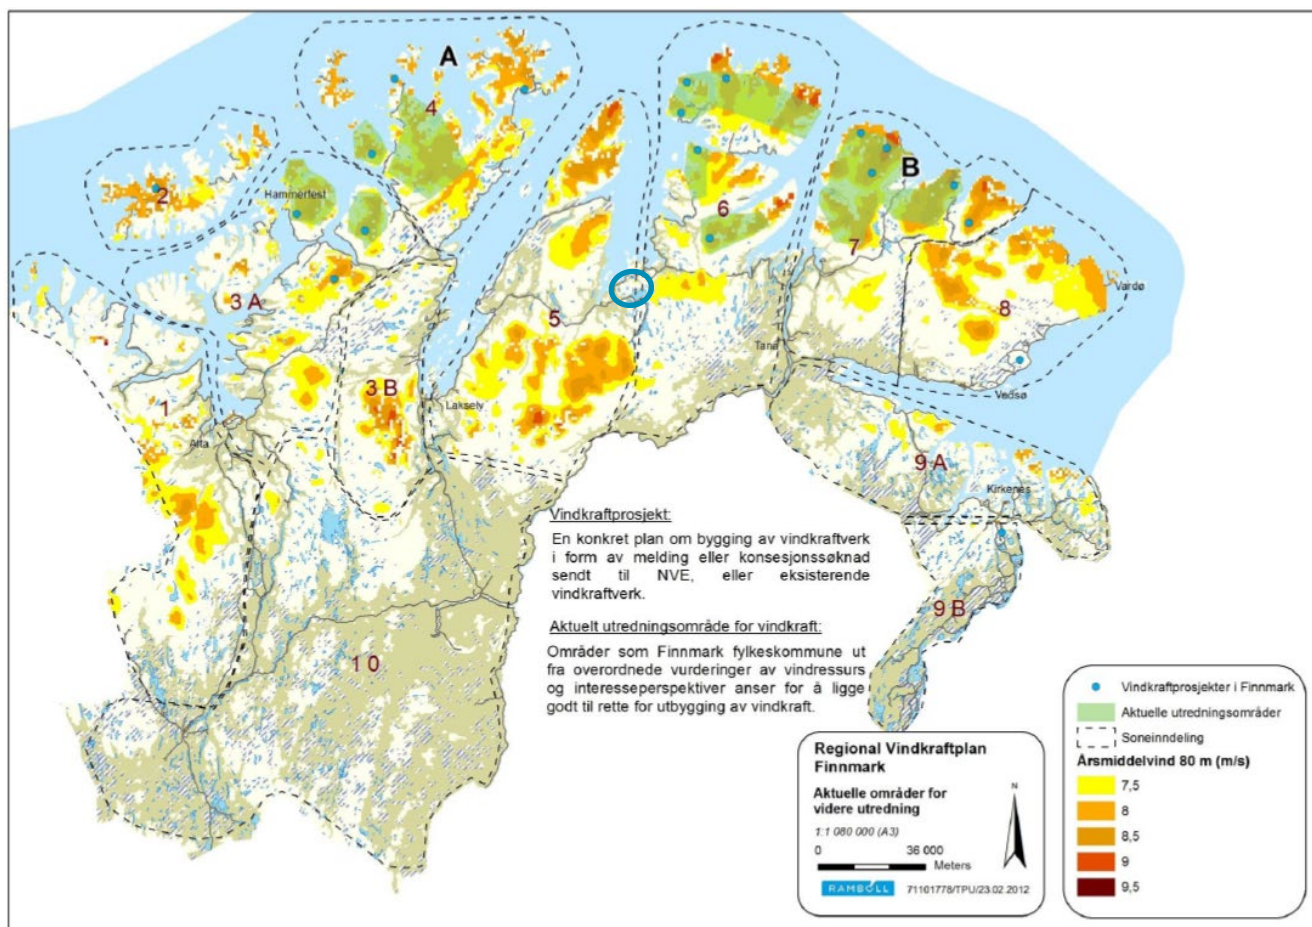 A
4
2
Hammerfest
B
6
7
3 A
5
8
Vardø
Tana
3 B
Vadsø
1
Lakselv
Alta
9 A
Kirkenes
9 B
10
Vindkraftprosjekt:
En konkret plan om bygging av vindkraftverk
i form av melding eller konsesjonssøknad
sendt til NVE, eller eksisterende
vindkraftverk.
Aktuelt utredningsområde for vindkraft:
Områder som Finnmark fylkeskommune ut
fra overordnede vurderinger av vindressurs
og interesseperspektiver anser for å ligge
godt til rette for utbygging av vindkraft.
Regional Vindkraftplan
Finnmark
Aktuelle områder for
videre utredning
1:1 080 000 (A3)
N
0 36 000
Meters
RAMBØLL 71101778/TPU/23.02.2012
Vindkraftprosjekter i Finnmark
Aktuelle utredningsområder
Soneinndeling
Årsmiddelvind 80 m (m/s)
7,5
8
8,5
9
9,5